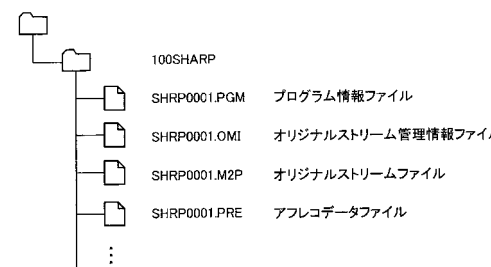 100SHARP
SHRP0001.PGM プログラム情報ファイル
SHRP0001.OMI オリジナルストリーム管理情報ファイル
SHRP0001.M2P オリジナルストリームファイル
SHRP0001.PRE アフレコデータファイル